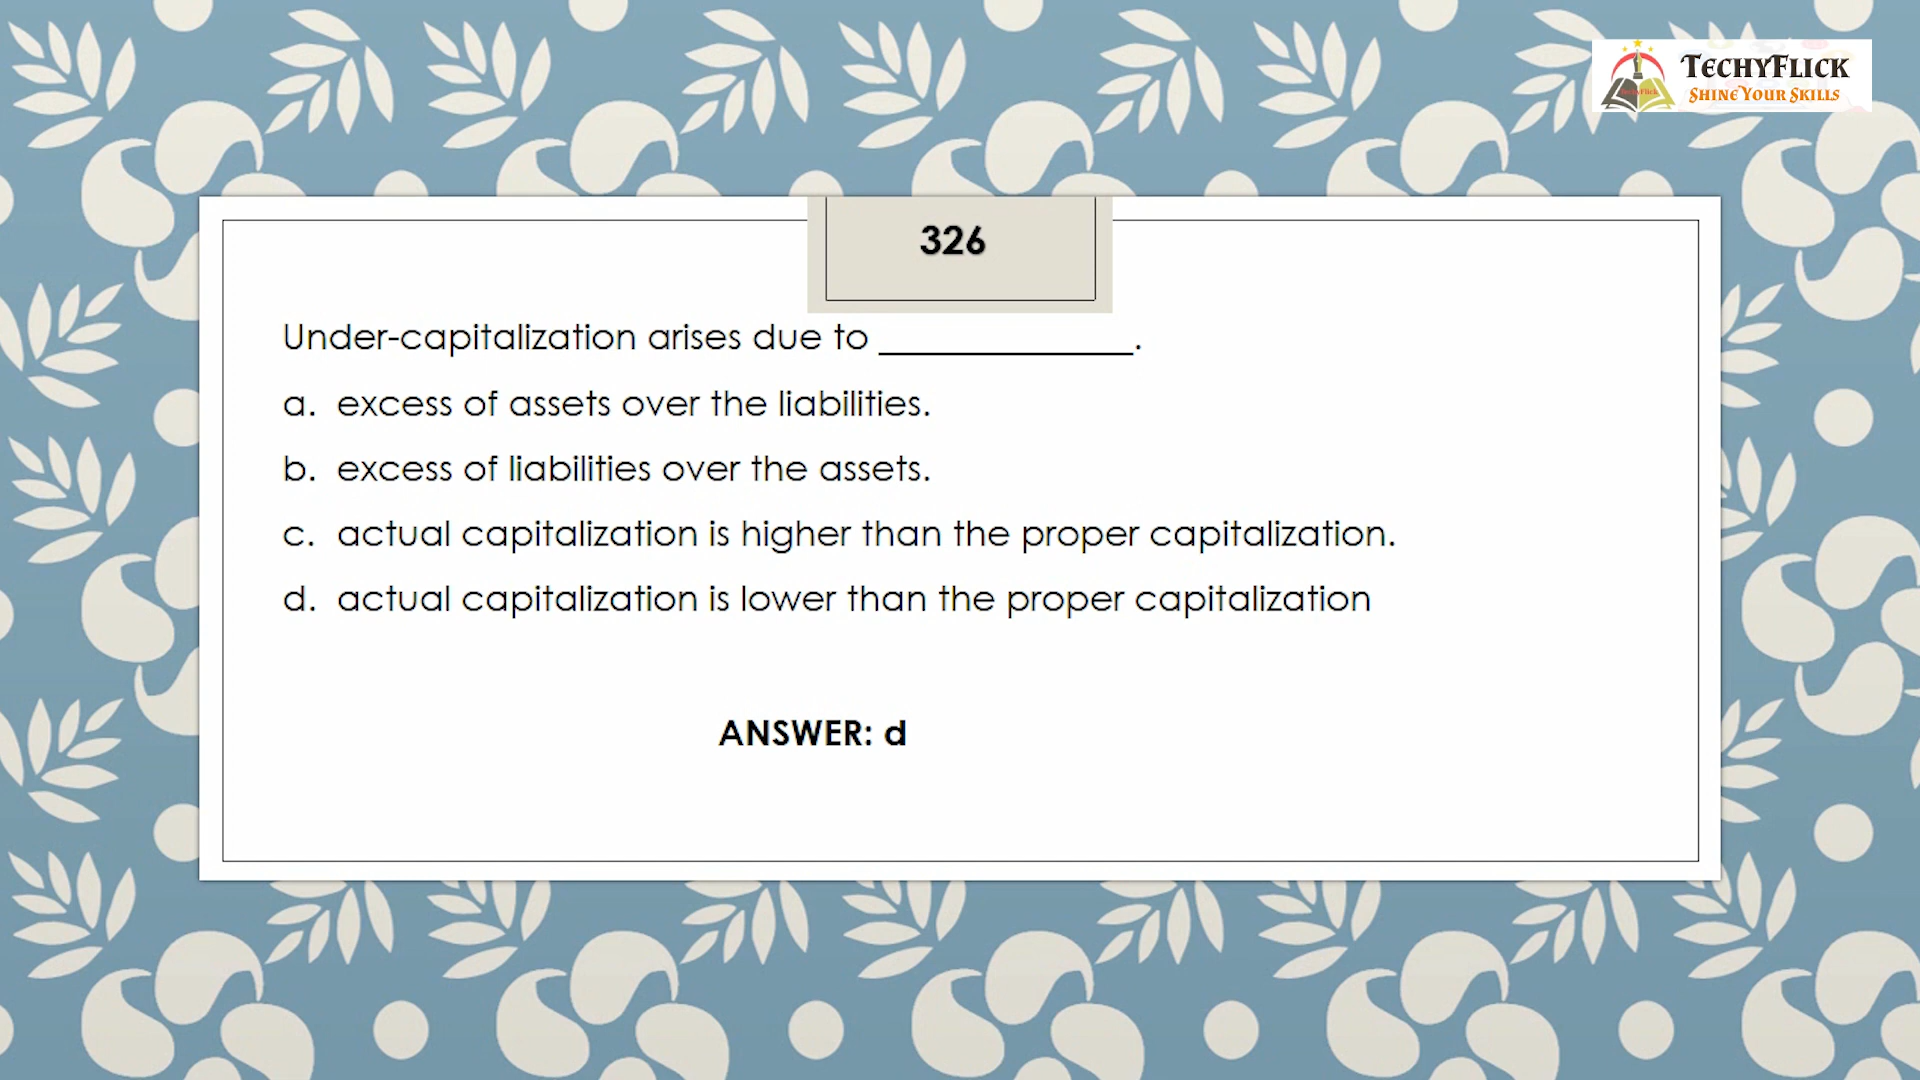 TECHYFLICK
SHINE YOUR SKILLS
326
Under-capitalization arises due to ______________.
a. excess of assets over the liabilities.
b. excess of liabilities over the assets.
c. actual capitalization is higher than the proper capitalization.
d. actual capitalization is lower than the proper capitalization
ANSWER: d